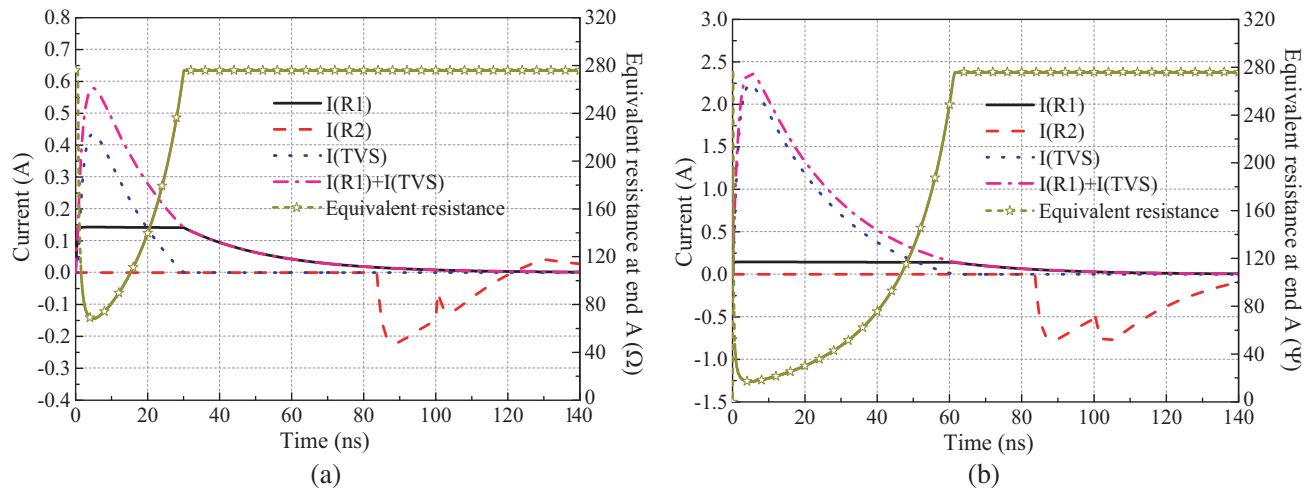 0.8
0.7
0.6
0.5
0.4
0.3
0.2
0.1
0.0
-0.1
-0.2
-0.3
-0.4
Current (A)
0 20 40 60 80 100 120 140
Time (ns)
320
280
240
200
160
120
80
40
0
Equivalent resistance at end A (Ω)
I(R1)
I(R2)
I(TVS)
I(R1)+I(TVS)
Equivalent resistance
(a)
3.0
2.5
2.0
1.5
1.0
0.5
0.0
-0.5
-1.0
-1.5
Current (A)
0 20 40 60 80 100 120 140
Time (ns)
320
280
240
200
160
120
80
40
0
Equivalent resistance at end A (Ψ)
I(R1)
I(R2)
I(TVS)
I(R1)+I(TVS)
Equivalent resistance
(b)